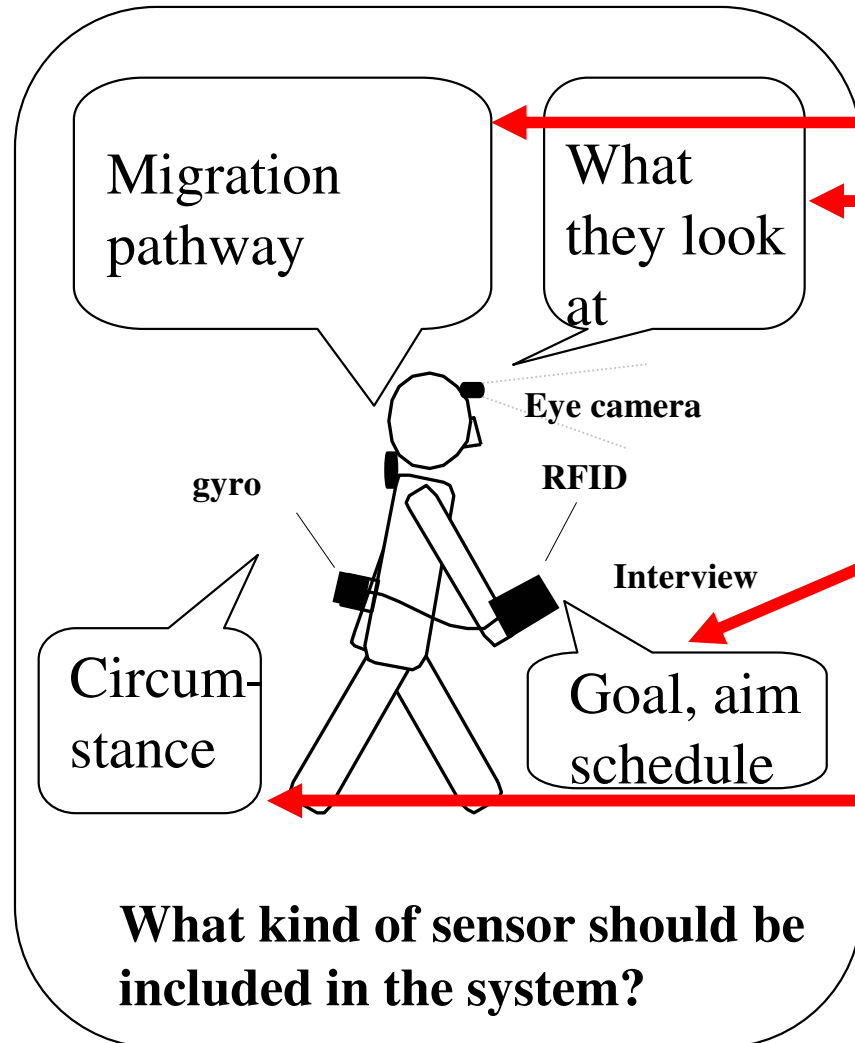 Migration
pathway
What
they look
at
Eye camera
gyro
RFID
Interview
Circum-
stance
Goal, aim
schedule
What kind of sensor should be
included in the system?